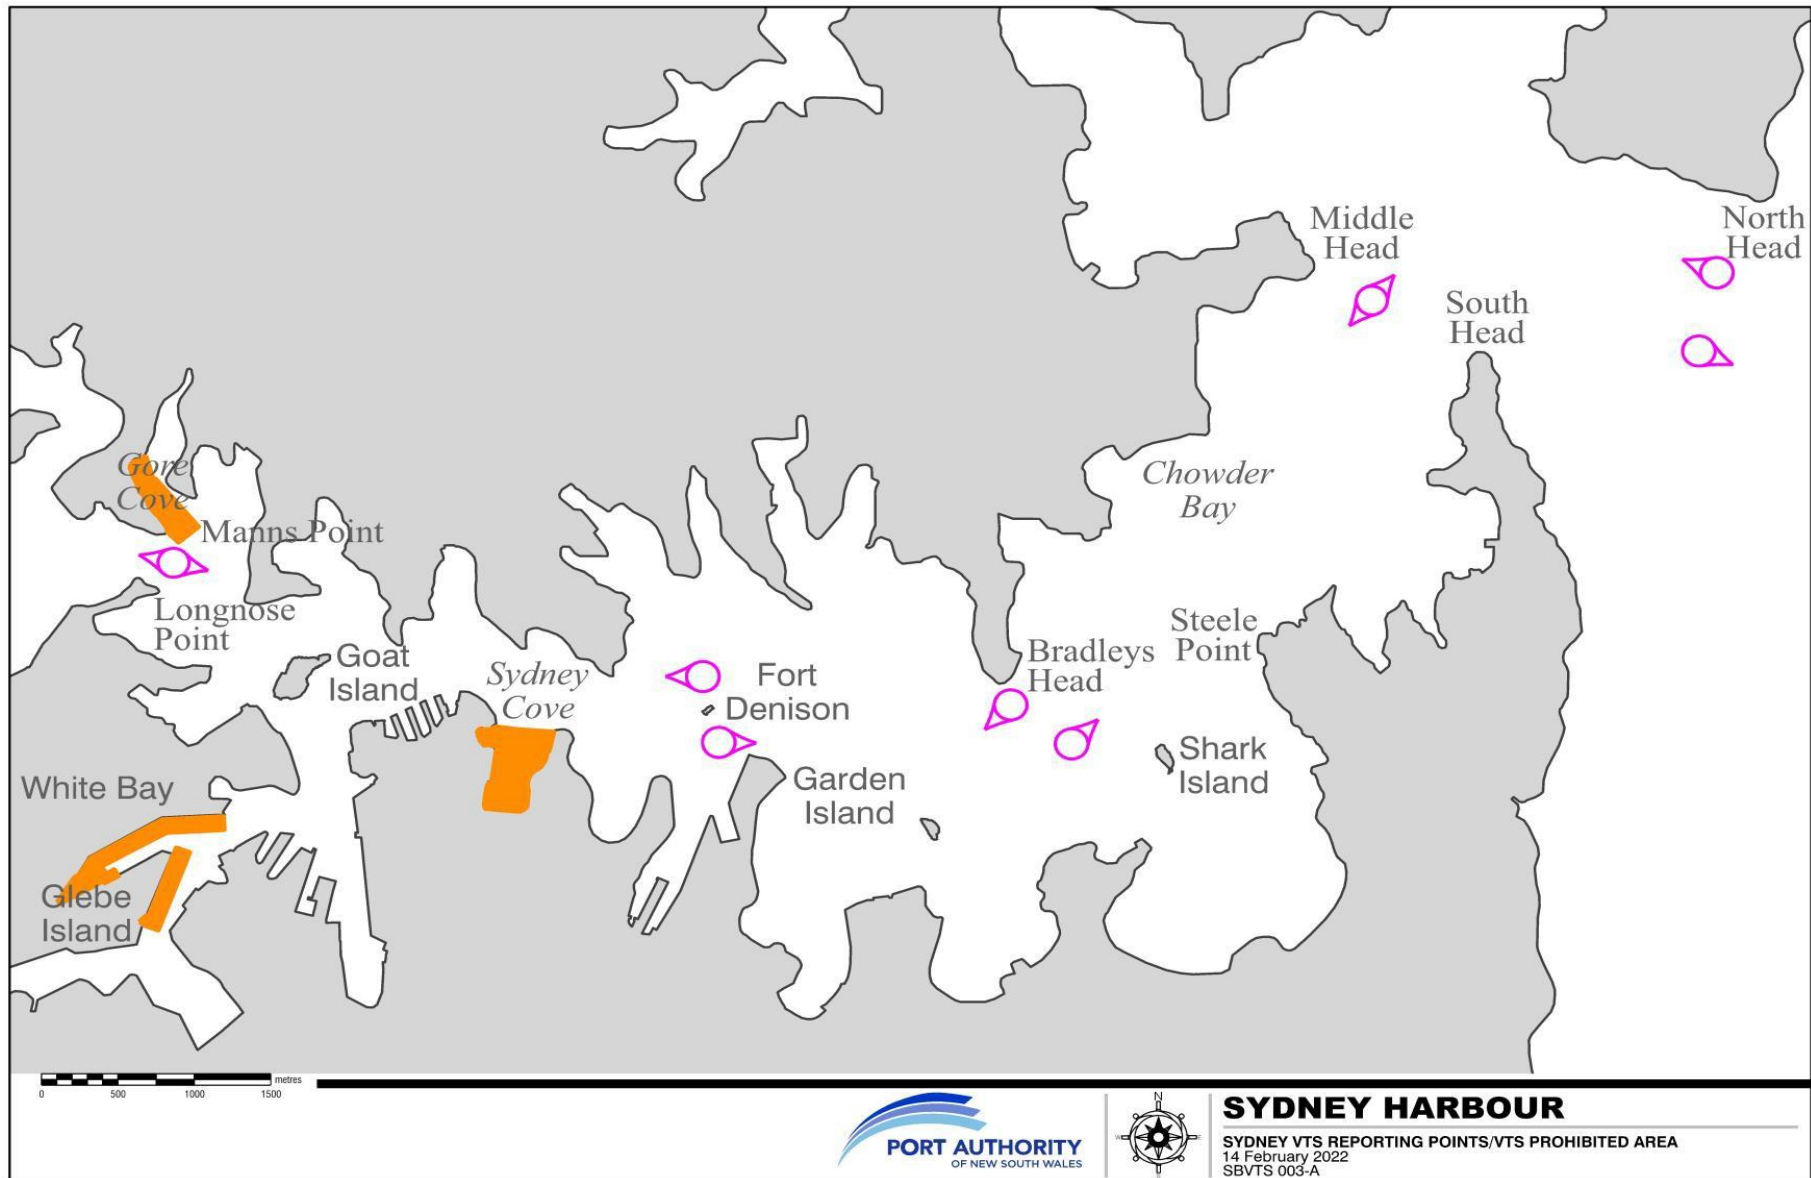 Middle
Head
North
Head
South
Head
Gore
Cove
Chowder
Bay
Manns Point
Longnose
Point
Steele
Point
Goat
Island
Sydney
Cove
Fort
Denison
Bradleys
Head
White Bay
Garden
Island
Shark
Island
Glebe
Island
metres
0 500 1000 1500
PORT AUTHORITY
OF NEW SOUTH WALES
N
W
E
SYDNEY HARBOUR
SYDNEY VTS REPORTING POINTS/VTS PROHIBITED AREA
14 February 2022
SBVTS 003-A